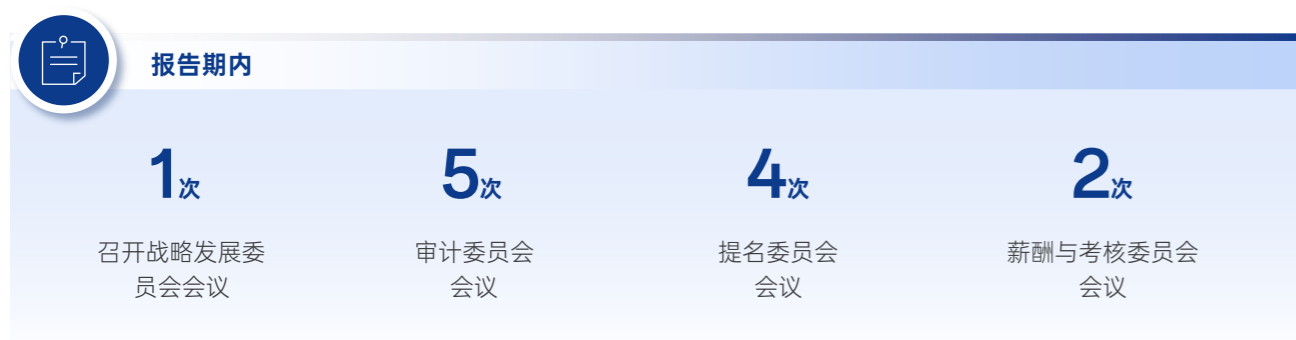 报告期内
1次
召开战略发展委
员会会议
5次
审计委员会
会议
4次
提名委员会
会议
2次
薪酬与考核委员会
会议